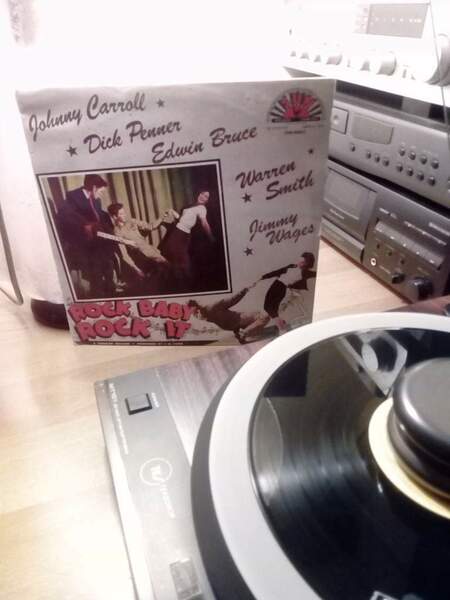 Johnny Carroll
Dick Penner
Edwin Bruce
Warren
Smith
Jimmy
Wages
ROCK BABY
ROCK IT